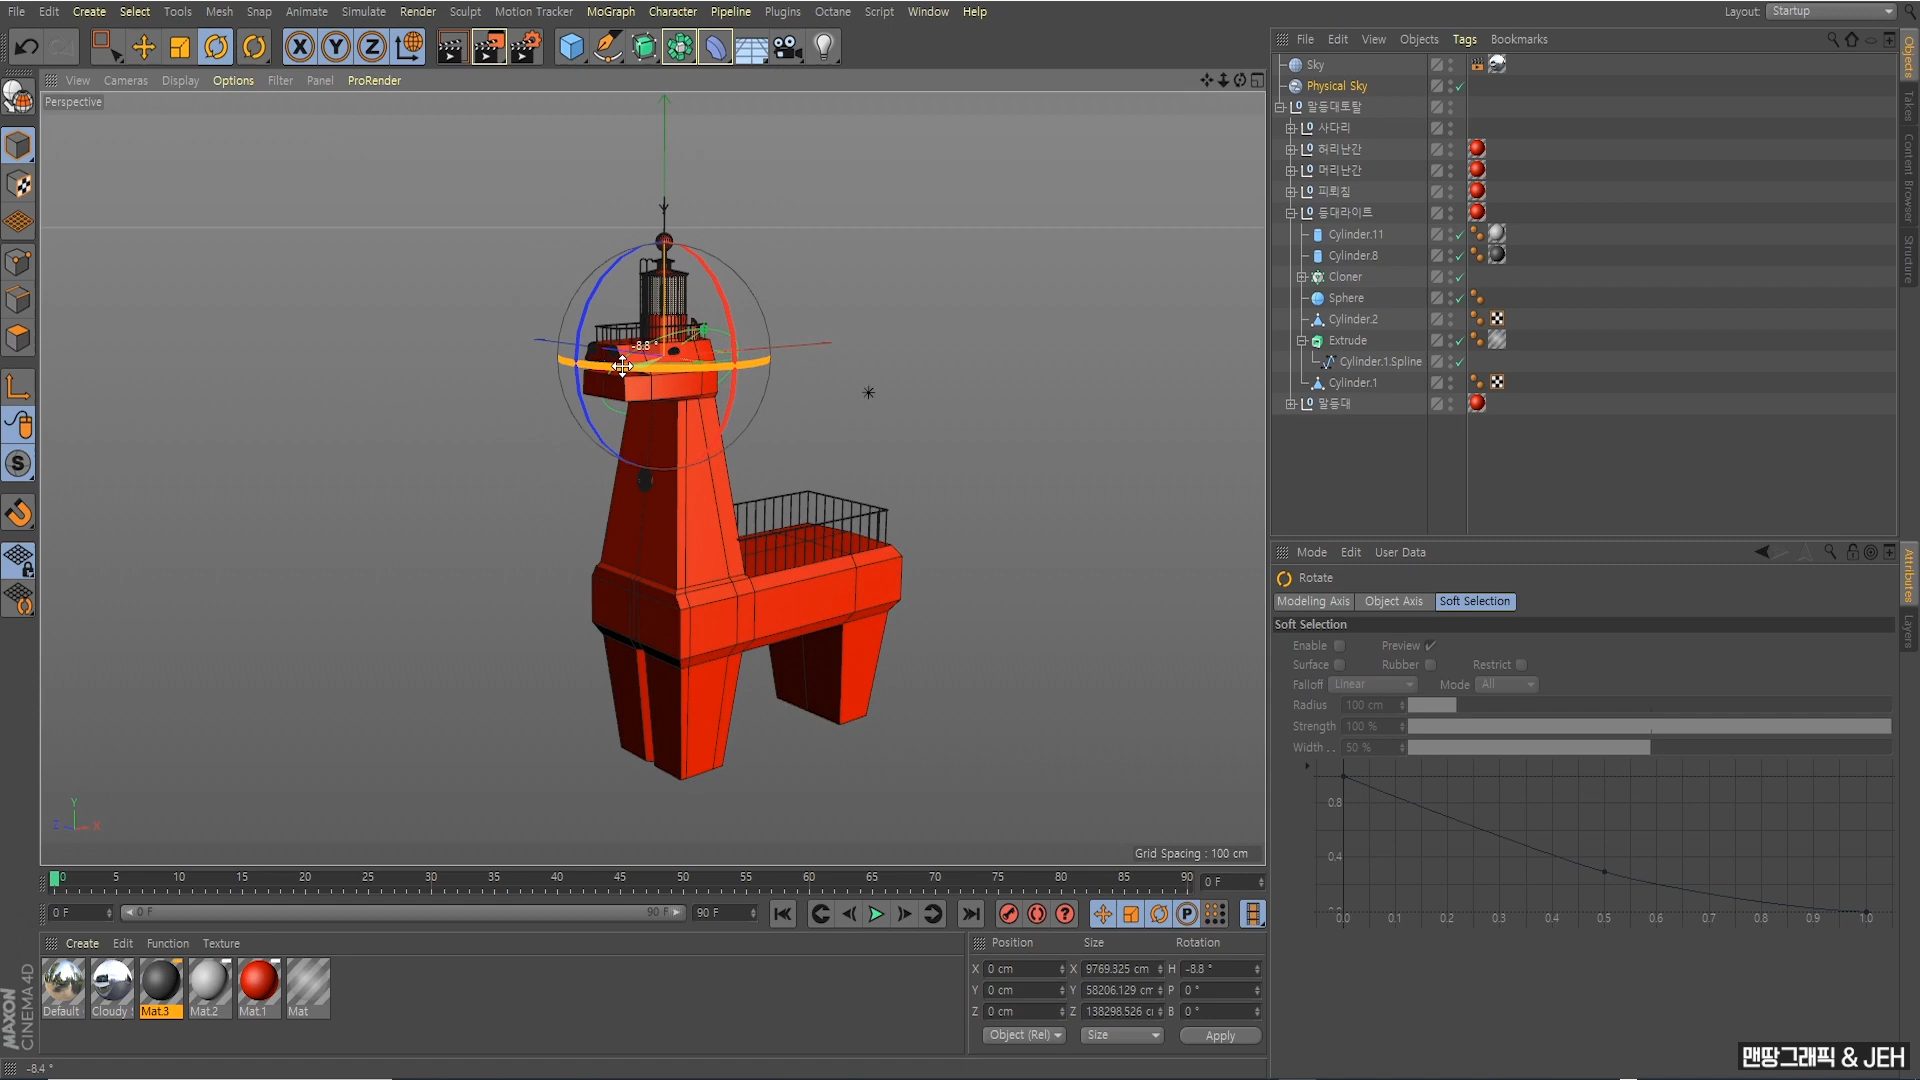 File Edit Create Select Tools Mesh Snap Animate Simulate Render Sculpt Motion Tracker MoGraph Character Pipeline Plugins Octane Script Window Help
Layout: Startup
View Cameras Display Options Filter Panel ProRender
Perspective
-8.8 °
Y
Z X
Grid Spacing : 100 cm
File Edit View Objects Tags Bookmarks
Sky
Physical Sky
말등대토탈
사다리
허리난간
머리난간
피뢰침
등대라이트
Cylinder.11
Cylinder.8
Cloner
Sphere
Cylinder.2
Extrude
Cylinder.1.Spline
Cylinder.1
말등대
Objects
Takes
Content Browser
Structure
Mode Edit User Data
Rotate
Modeling Axis Object Axis Soft Selection
Soft Selection
Enable Preview
Surface Rubber Restrict
Falloff Linear Mode All
Radius 100 cm
Strength 100 %
Width . . 50 %
0.8
0.4
0.0 0.1 0.2 0.3 0.4 0.5 0.6 0.7 0.8 0.9 1.0
Attributes
Layers
0 5 10 15 20 25 30 35 40 45 50 55 60 65 70 75 80 85 90
0 F
0 F 0 F 90 F 90 F
Create Edit Function Texture
Default Cloudy Mat.3 Mat.2 Mat.1 Mat
Position Size Rotation
X 0 cm X 9769.325 cm H -8.8 °
Y 0 cm Y 58206.129 cm P 0 °
Z 0 cm Z 138298.526 c B 0 °
Object (Rel) Size Apply
MAXON
CINEMA 4D
-8.4 °
맨땅그래픽 & JEH